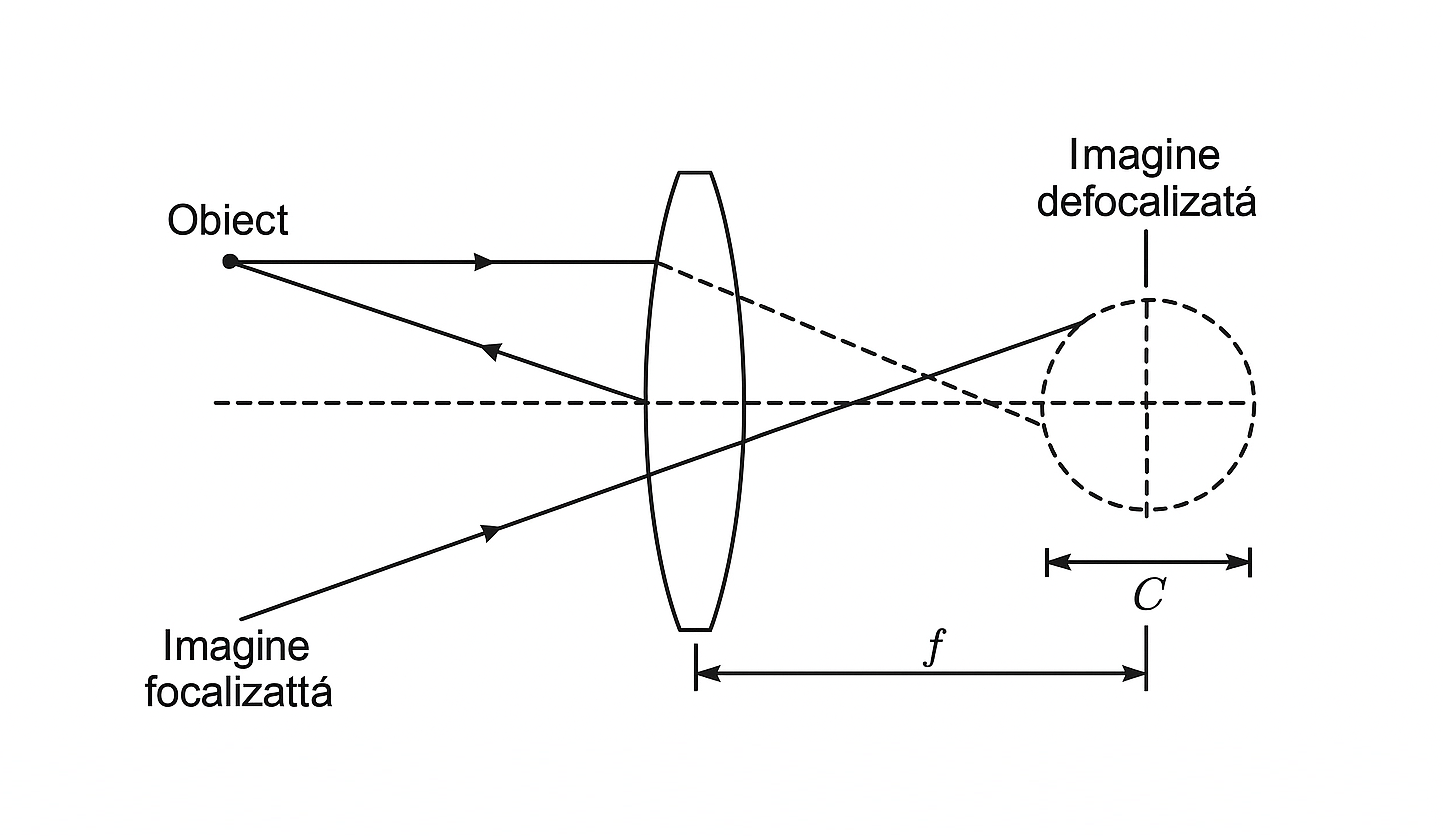 Obiect
Imagine
defocalizatá
C
f
Imagine
focalizattá